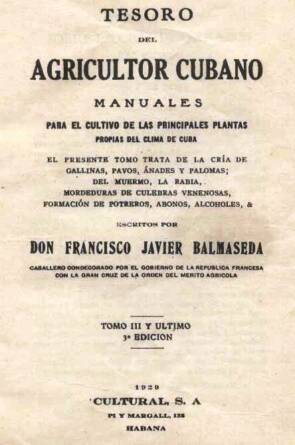 TESORO
DEL
AGRICULTOR CUBANO
MANUALES
PARA EL CULTIVO DE LAS PRINCIPALES PLANTAS
PROPIAS DEL CLIMA DE CUBA
EL PRESENTE TOMO TRATA DE LA CRÍA DE
GALLINAS, PAVOS, ÁNADES Y PALOMAS;
DEL MUERMO, LA RABIA,
MORDEDURAS DE CULEBRAS VENENOSAS,
FORMACIÓN DE POTREROS, ABONOS, ALCOHOLES, &
ESCRITOS POR
DON FRANCISCO JAVIER BALMASEDA
CABALLERO CONDECORADO POR EL GOBIERNO DE LA REPUBLICA FRANCESA
CON LA GRAN CRUZ DE LA ORDEN DEL MERITO AGRICOLA
TOMO III Y ULTIMO
3ª EDICION
1929
CULTURAL, S. A
PI Y MARGALL, 135
HABANA